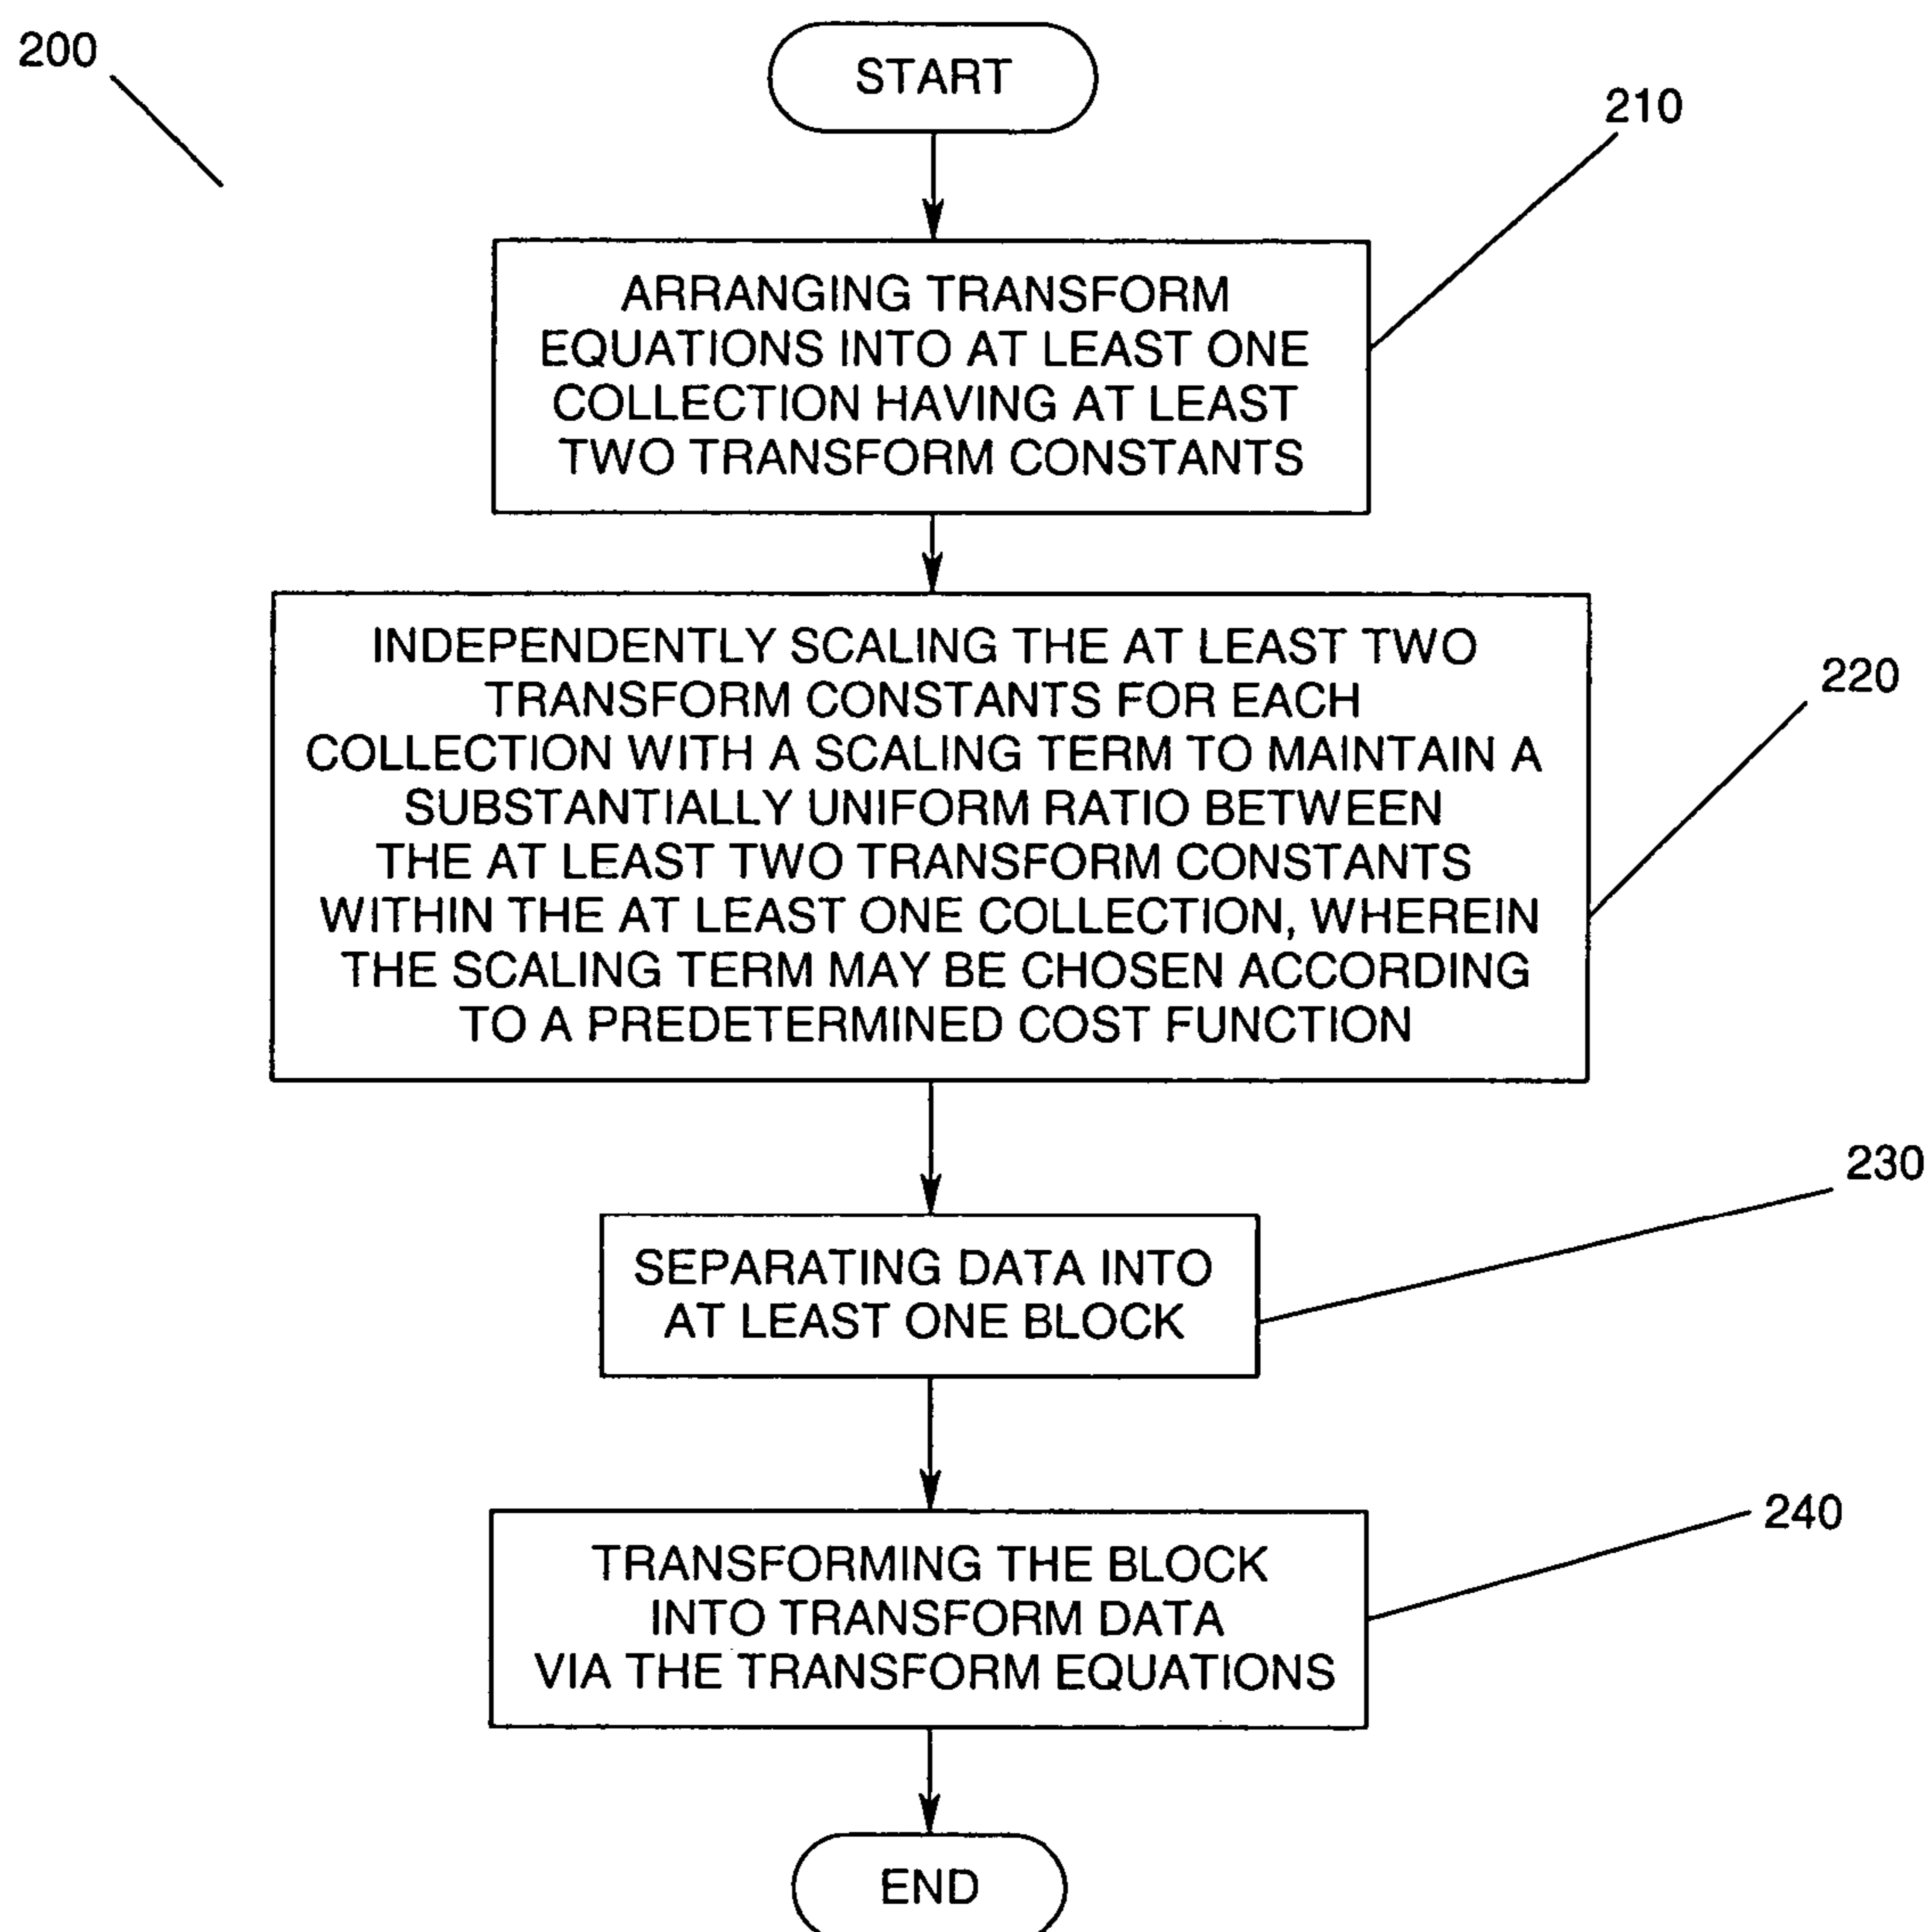 200
START
210
ARRANGING TRANSFORM
EQUATIONS INTO AT LEAST ONE
COLLECTION HAVING AT LEAST
TWO TRANSFORM CONSTANTS
INDEPENDENTLY SCALING THE AT LEAST TWO
TRANSFORM CONSTANTS FOR EACH
COLLECTION WITH A SCALING TERM TO MAINTAIN A
SUBSTANTIALLY UNIFORM RATIO BETWEEN
THE AT LEAST TWO TRANSFORM CONSTANTS
WITHIN THE AT LEAST ONE COLLECTION, WHEREIN
THE SCALING TERM MAY BE CHOSEN ACCORDING
TO A PREDETERMINED COST FUNCTION
220
230
SEPARATING DATA INTO
AT LEAST ONE BLOCK
240
TRANSFORMING THE BLOCK
INTO TRANSFORM DATA
VIA THE TRANSFORM EQUATIONS
END